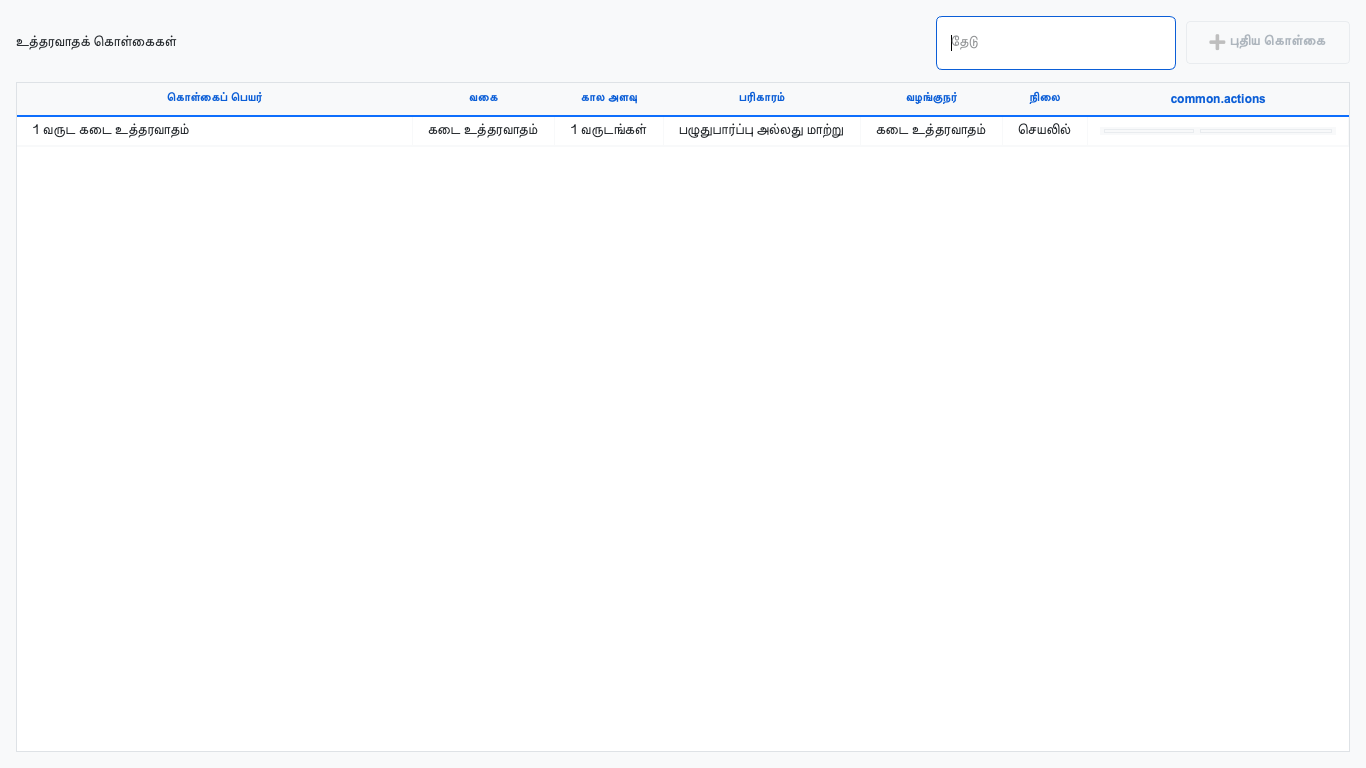 உத்தரவாதக் கொள்கைகள்
தேடு
புதிய கொள்கை
கொள்கைப் பெயர் வகை கால அளவு பரிகாரம் வழங்குநர் நிலை common.actions
1 வருட கடை உத்தரவாதம் கடை உத்தரவாதம் 1 வருடங்கள் பழுதுபார்ப்பு அல்லது மாற்று கடை உத்தரவாதம் செயலில்